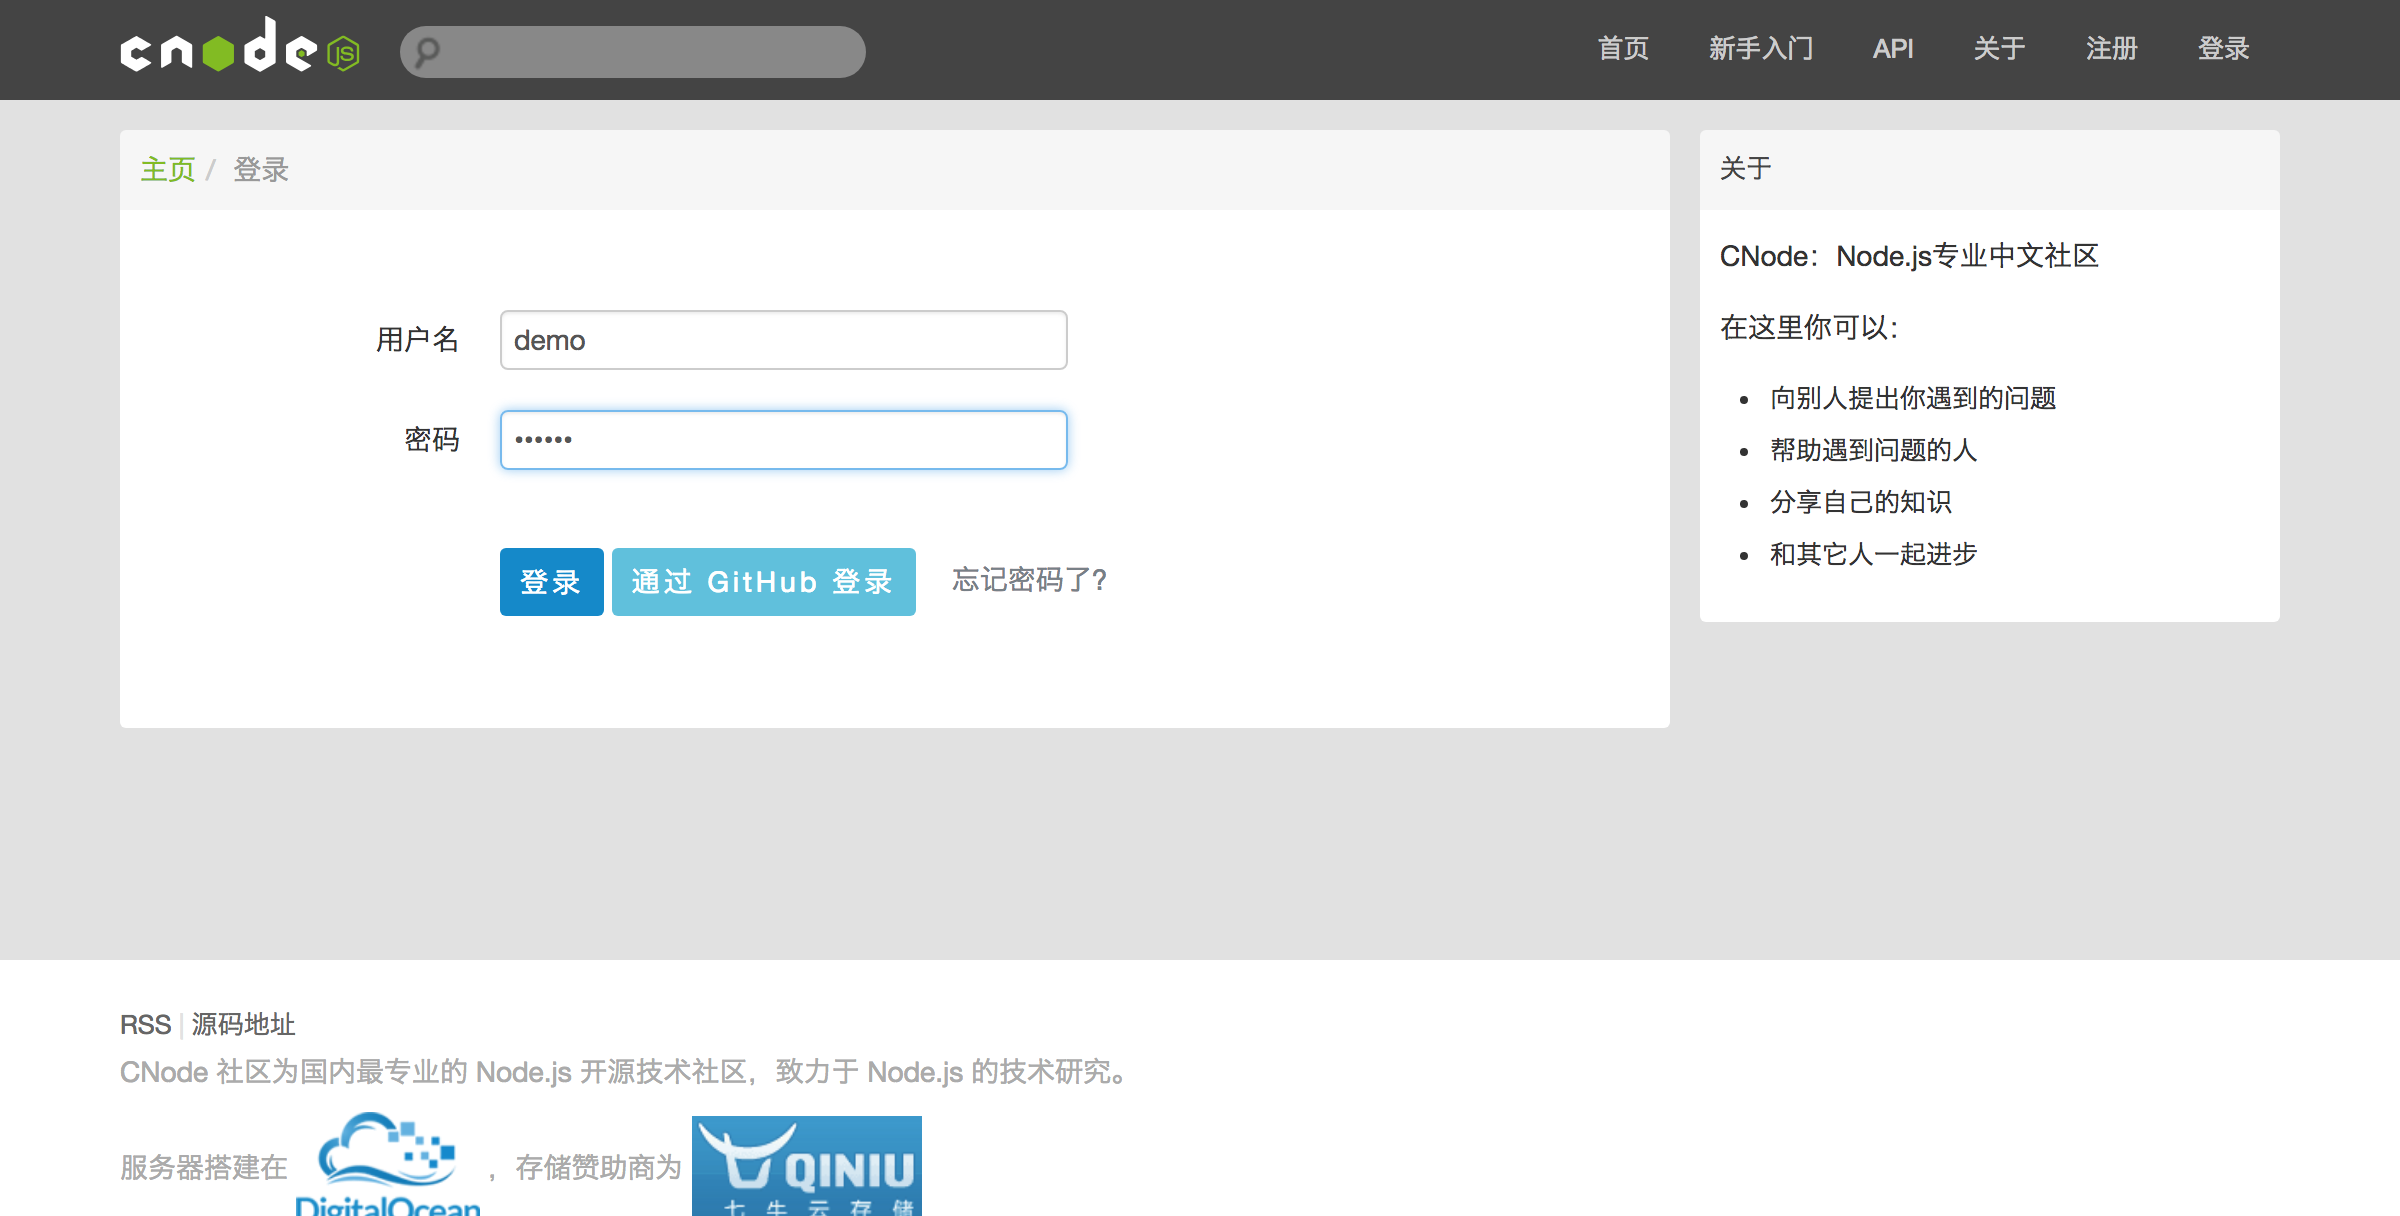 cnode JS
首页 新手入门 API 关于 注册 登录
主页 / 登录
用户名 demo
密码 ••••••
登录 通过 GitHub 登录 忘记密码了?
关于
CNode：Node.js专业中文社区
在这里你可以：
向别人提出你遇到的问题
帮助遇到问题的人
分享自己的知识
和其它人一起进步
RSS | 源码地址
CNode 社区为国内最专业的 Node.js 开源技术社区，致力于 Node.js 的技术研究。
服务器搭建在 DigitalOcean ，存储赞助商为 QINIU
七牛云存储